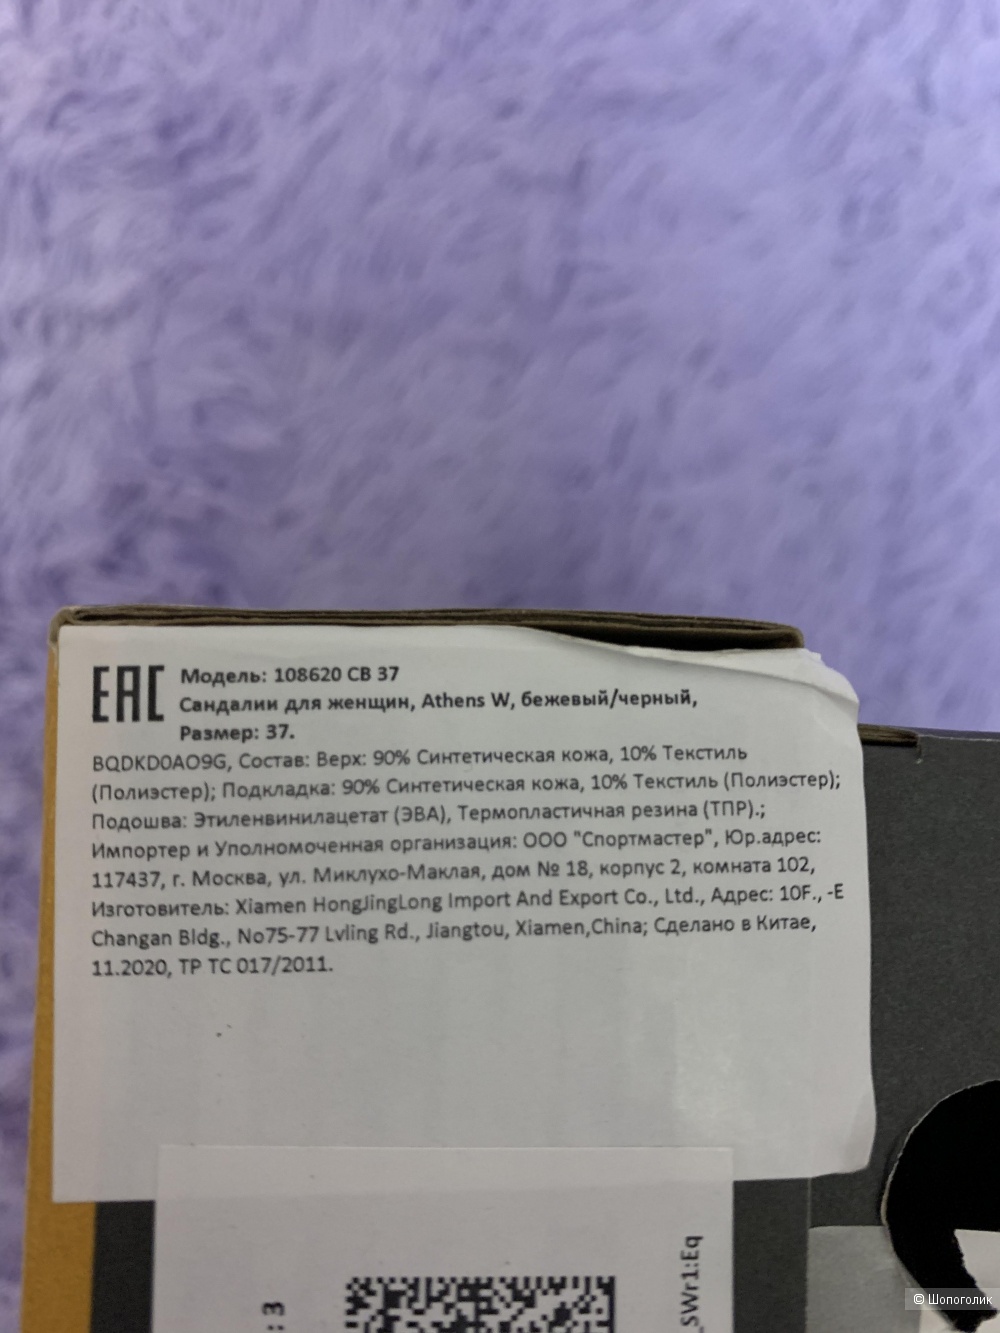 EAC
Модель: 108620 CB 37
Сандалии для женщин, Athens W, бежевый/черный,
Размер: 37.
BQDKD0AO9G, Состав: Верх: 90% Синтетическая кожа, 10% Текстиль
(Полиэстер); Подкладка: 90% Синтетическая кожа, 10% Текстиль (Полиэстер);
Подошва: Этиленвинилацетат (ЭВА), Термопластичная резина (ТПР).;
Импортер и Уполномоченная организация: ООО "Спортмастер", Юр.адрес:
117437, г. Москва, ул. Миклухо-Маклая, дом № 18, корпус 2, комната 102,
Изготовитель: Xiamen HongJingLong Import And Export Co., Ltd., Адрес: 10F., -E
Changan Bldg., No75-77 Lvling Rd., Jiangtou, Xiamen,China; Сделано в Китае,
11.2020, ТР ТС 017/2011.
:3
_SWr1:Eq
© Шопоголик